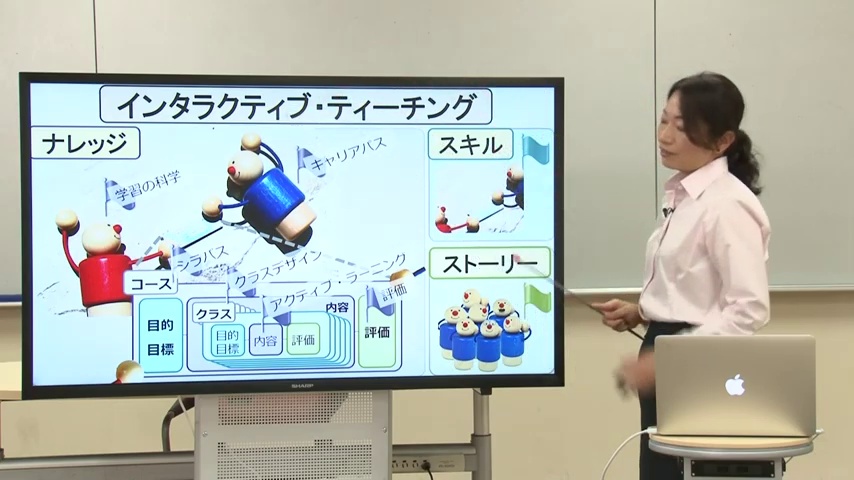 インタラクティブ・ティーチング
ナレッジ
スキル
学習の科学
キャリアパス
シラバス
クラスデザイン
アクティブ・ラーニング
評価
ストーリー
コース
目的
目標
クラス
内容
目的
目標
内容
評価
評価
SHARP